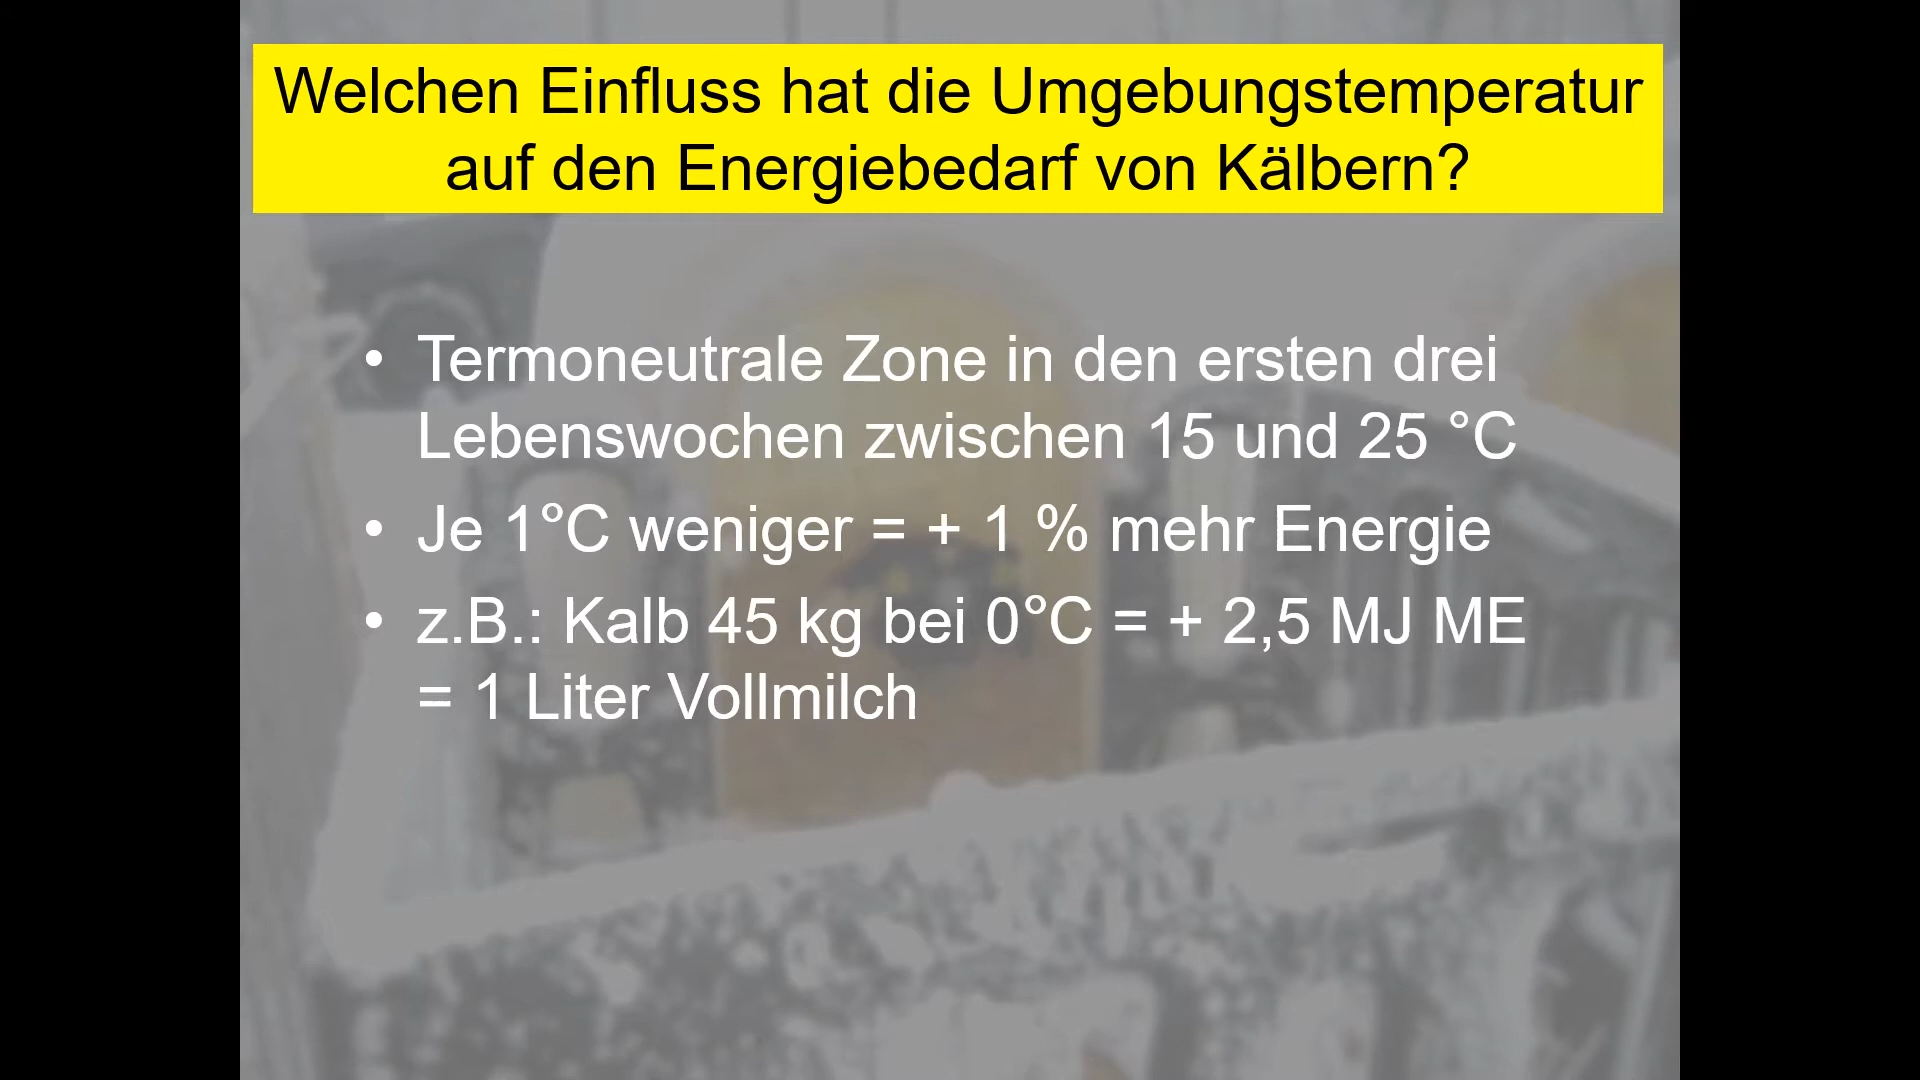 Welchen Einfluss hat die Umgebungstemperatur
auf den Energiebedarf von Kälbern?
• Termoneutrale Zone in den ersten drei
Lebenswochen zwischen 15 und 25 °C
• Je 1°C weniger = + 1 % mehr Energie
• z.B.: Kalb 45 kg bei 0°C = + 2,5 MJ ME
= 1 Liter Vollmilch